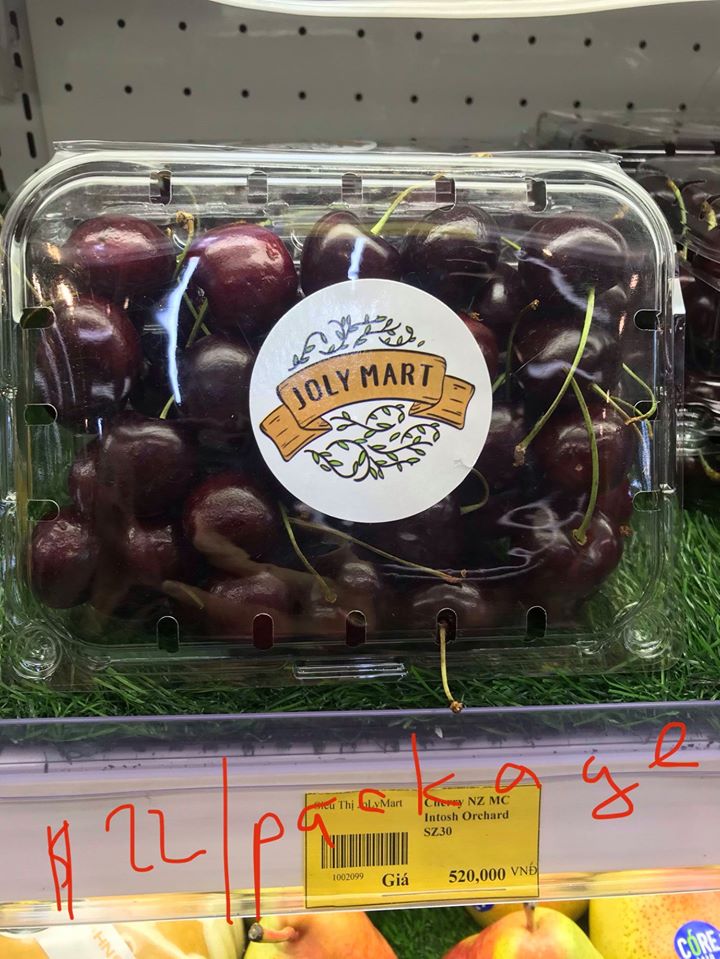 JOLY MART
$22/package
Siêu Thị JoLyMart
Cherry NZ MC
Intosh Orchard
SZ30
1002099
Giá 520,000 VNĐ
CORE